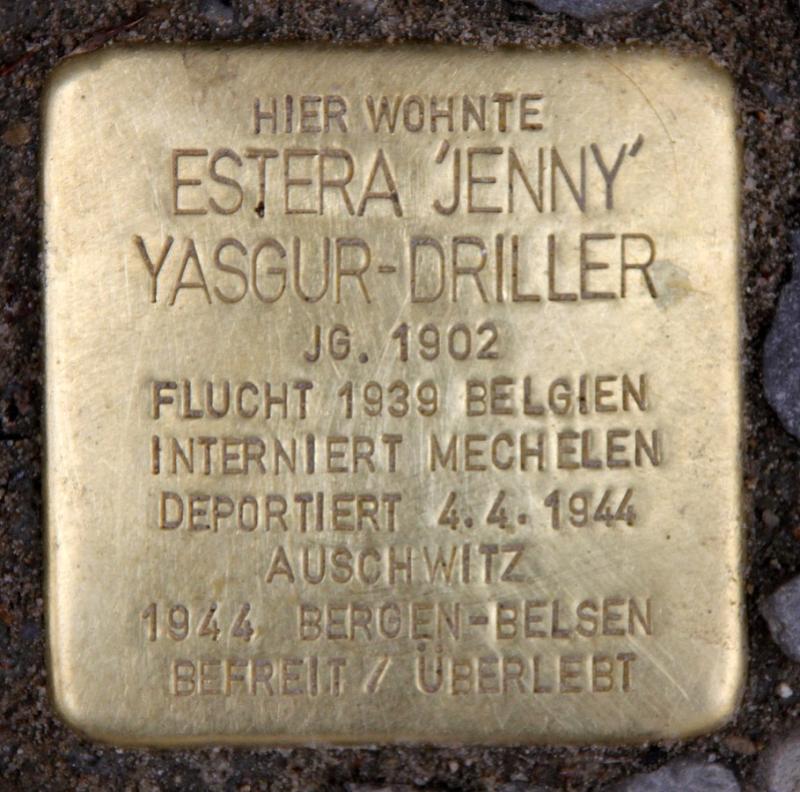 HIER WOHNTE
ESTERA 'JENNY'
YASGUR-DRILLER
JG. 1902
FLUCHT 1939 BELGIEN
INTERNIERT MECHELEN
DEPORTIERT 4.4.1944
AUSCHWITZ
1944 BERGEN-BELSEN
BEFREIT / ÜBERLEBT